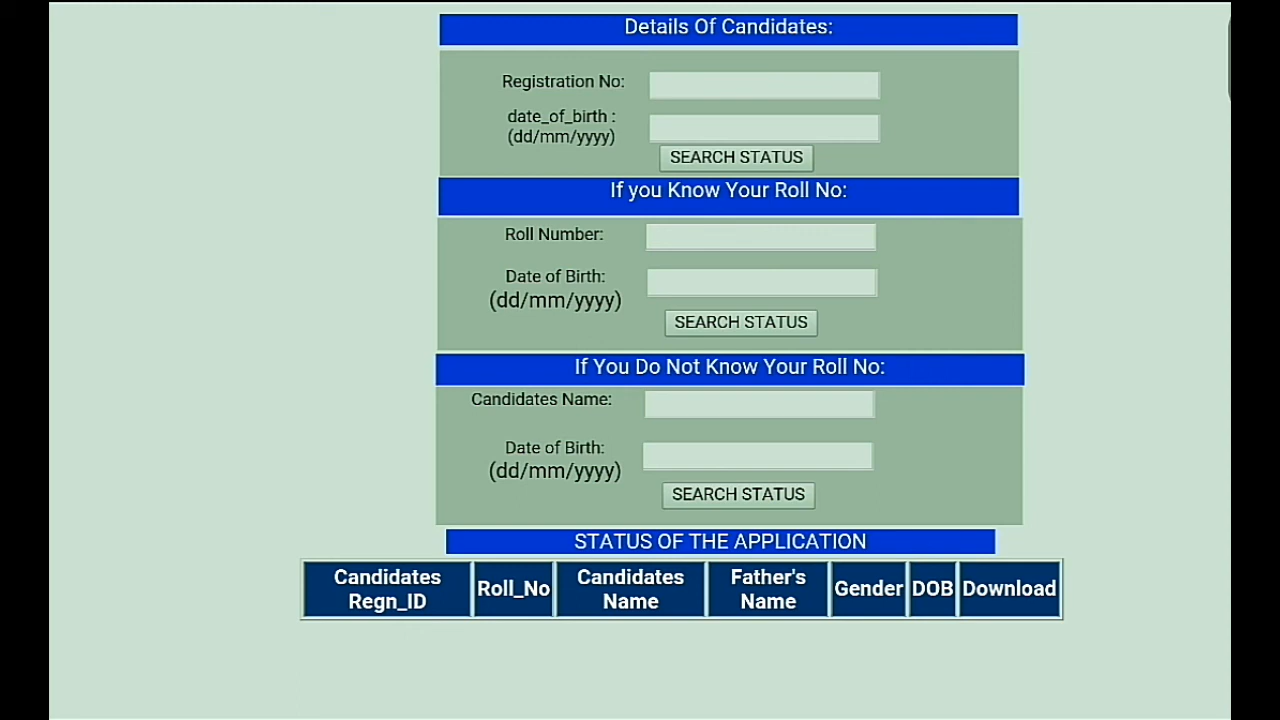 Details Of Candidates:
Registration No:
date_of_birth :
(dd/mm/yyyy)
SEARCH STATUS
If you Know Your Roll No:
Roll Number:
Date of Birth:
(dd/mm/yyyy)
SEARCH STATUS
If You Do Not Know Your Roll No:
Candidates Name:
Date of Birth:
(dd/mm/yyyy)
SEARCH STATUS
STATUS OF THE APPLICATION
Candidates
Regn_ID
Roll_No
Candidates
Name
Father's
Name
Gender
DOB
Download